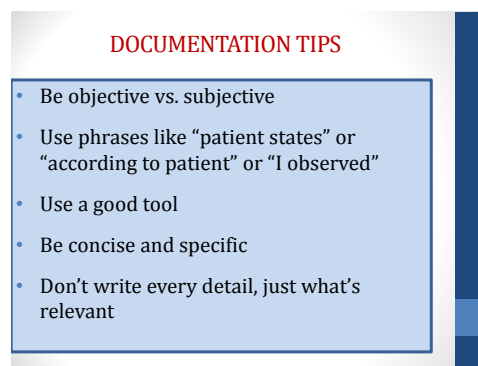 DOCUMENTATION TIPS
• Be objective vs. subjective
• Use phrases like “patient states” or
“according to patient” or “I observed”
• Use a good tool
• Be concise and specific
• Don’t write every detail, just what’s
relevant